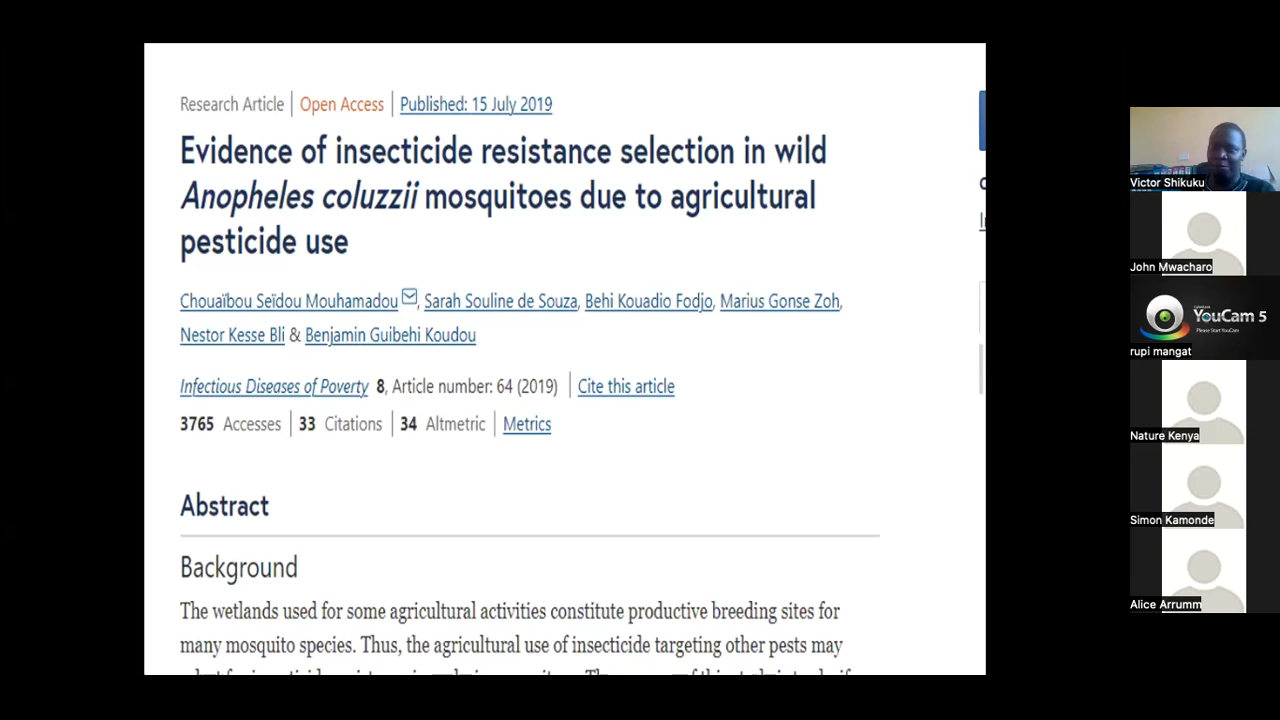 Research Article | Open Access | Published: 15 July 2019
Evidence of insecticide resistance selection in wild
Anopheles coluzzii mosquitoes due to agricultural
pesticide use
Chouaïbou Seïdou Mouhamadou, Sarah Souline de Souza, Behi Kouadio Fodjo, Marius Gonse Zoh,
Nestor Kesse Bli & Benjamin Guibehi Koudou
Infectious Diseases of Poverty 8, Article number: 64 (2019) | Cite this article
3765 Accesses | 33 Citations | 34 Altmetric | Metrics
Abstract
Background
The wetlands used for some agricultural activities constitute productive breeding sites for
many mosquito species. Thus, the agricultural use of insecticide targeting other pests may
Victor Shikuku
John Mwacharo
YouCam 5
Please Start YouCam
rupi mangat
Nature Kenya
Simon Kamonde
Alice Arrumm